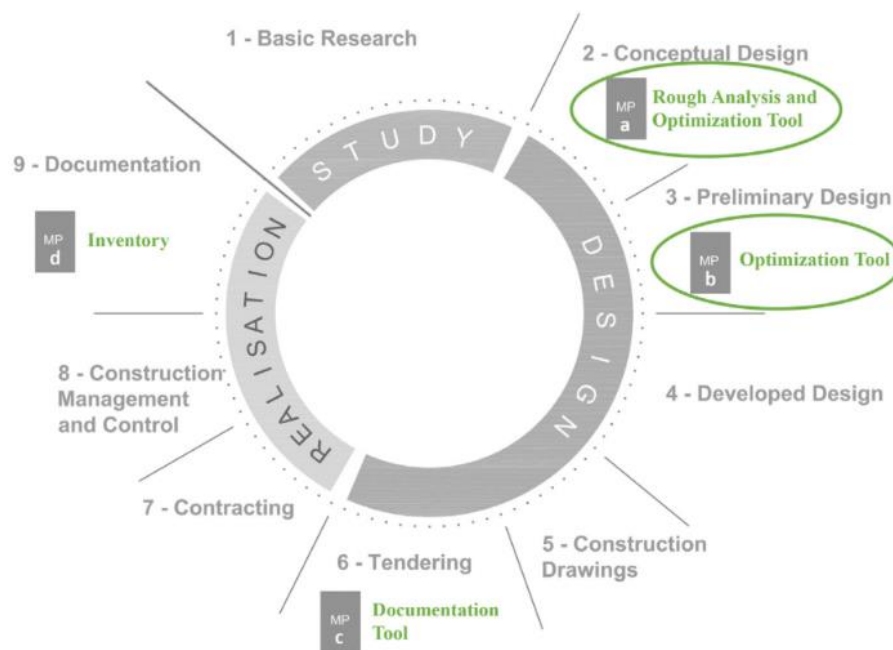 1 - Basic Research
2 - Conceptual Design
MP
a
Rough Analysis and
Optimization Tool
3 - Preliminary Design
MP
b
Optimization Tool
4 - Developed Design
5 - Construction
Drawings
6 - Tendering
MP
c
Documentation
Tool
7 - Contracting
8 - Construction
Management
and Control
9 - Documentation
MP
d
Inventory
STUDY
DESIGN
REALISATION